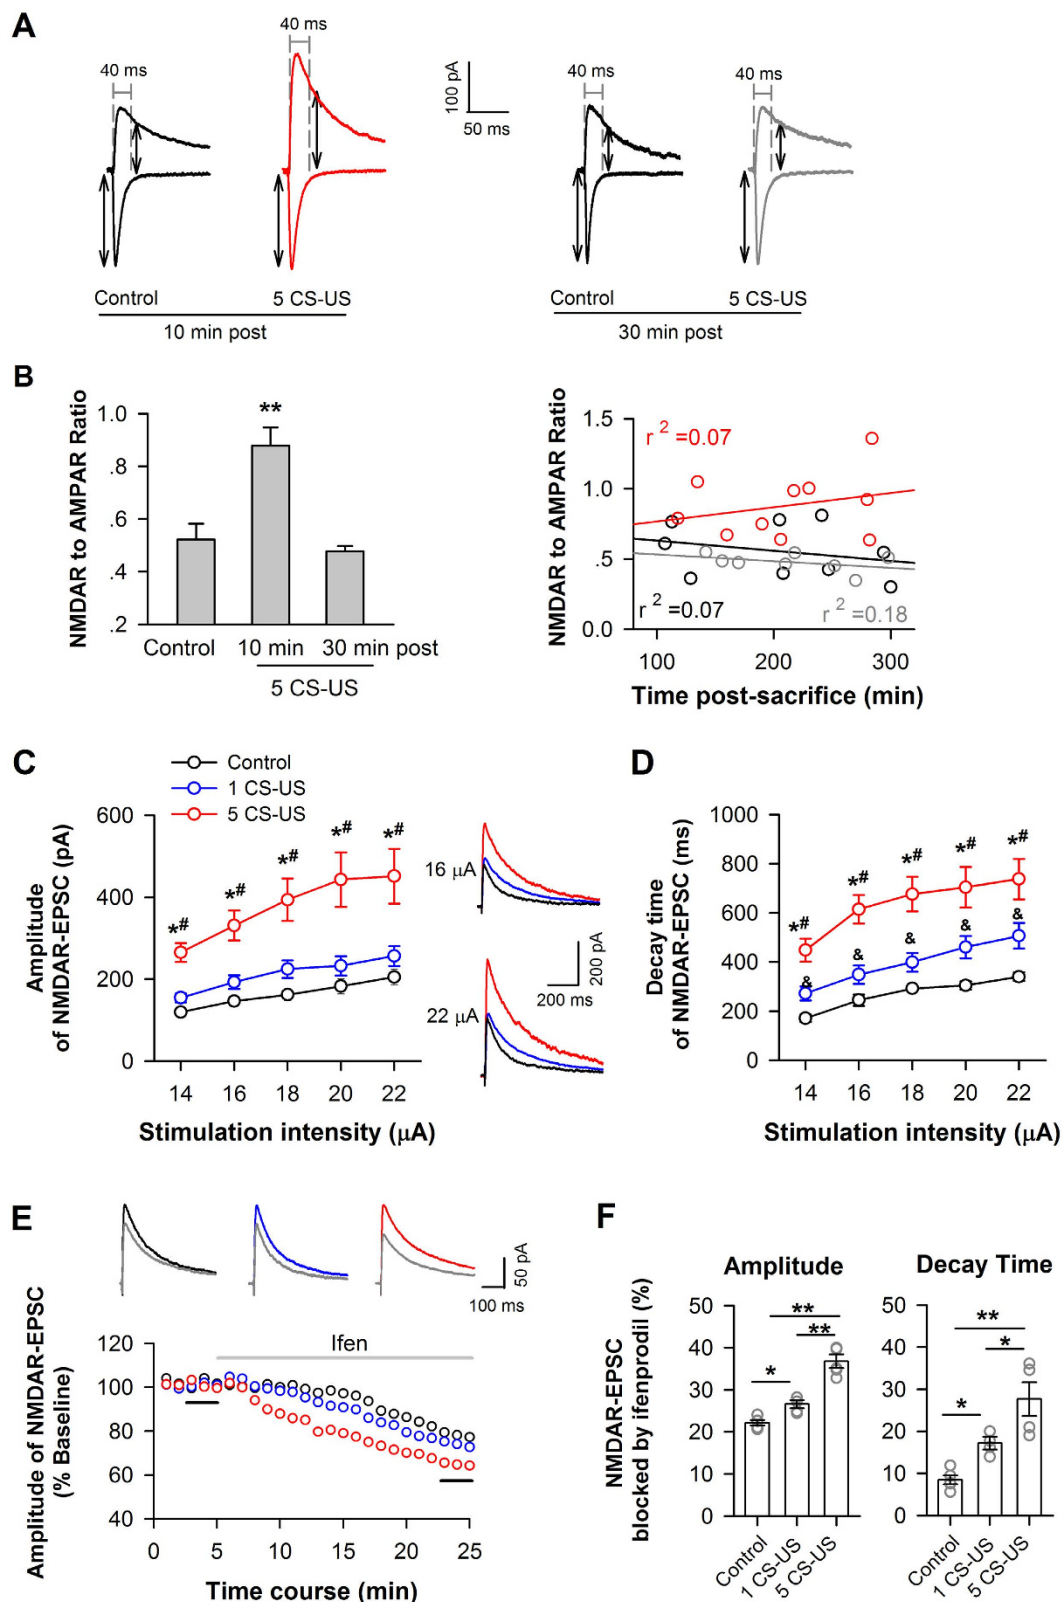 A
40 ms
40 ms
40 ms
40 ms
100 pA
50 ms
Control
5 CS-US
10 min post
Control
5 CS-US
30 min post
B
NMDAR to AMPAR Ratio
1.0
.8
.6
.4
.2
**
Control
10 min
30 min post
5 CS-US
NMDAR to AMPAR Ratio
1.5
1.0
.5
0.0
r 2 =0.07
r 2 =0.07
r 2 =0.18
100
200
300
Time post-sacrifice (min)
C
Control
1 CS-US
5 CS-US
Amplitude
of NMDAR-EPSC (pA)
600
400
200
0
*#
*#
*#
*#
*#
14
16
18
20
22
Stimulation intensity (µA)
16 µA
200 pA
200 ms
22 µA
D
Decay time
of NMDAR-EPSC (ms)
1000
800
600
400
200
0
*#
*#
*#
*#
*#
&
&
&
&
&
14
16
18
20
22
Stimulation intensity (µA)
E
50 pA
100 ms
Amplitude of NMDAR-EPSC
(% Baseline)
120
100
80
60
40
Ifen
0
5
10
15
20
25
Time course (min)
F
NMDAR-EPSC
blocked by ifenprodil (%)
Amplitude
50
40
30
20
10
0
**
**
*
Control
1 CS-US
5 CS-US
Decay Time
50
40
30
20
10
0
**
*
*
Control
1 CS-US
5 CS-US